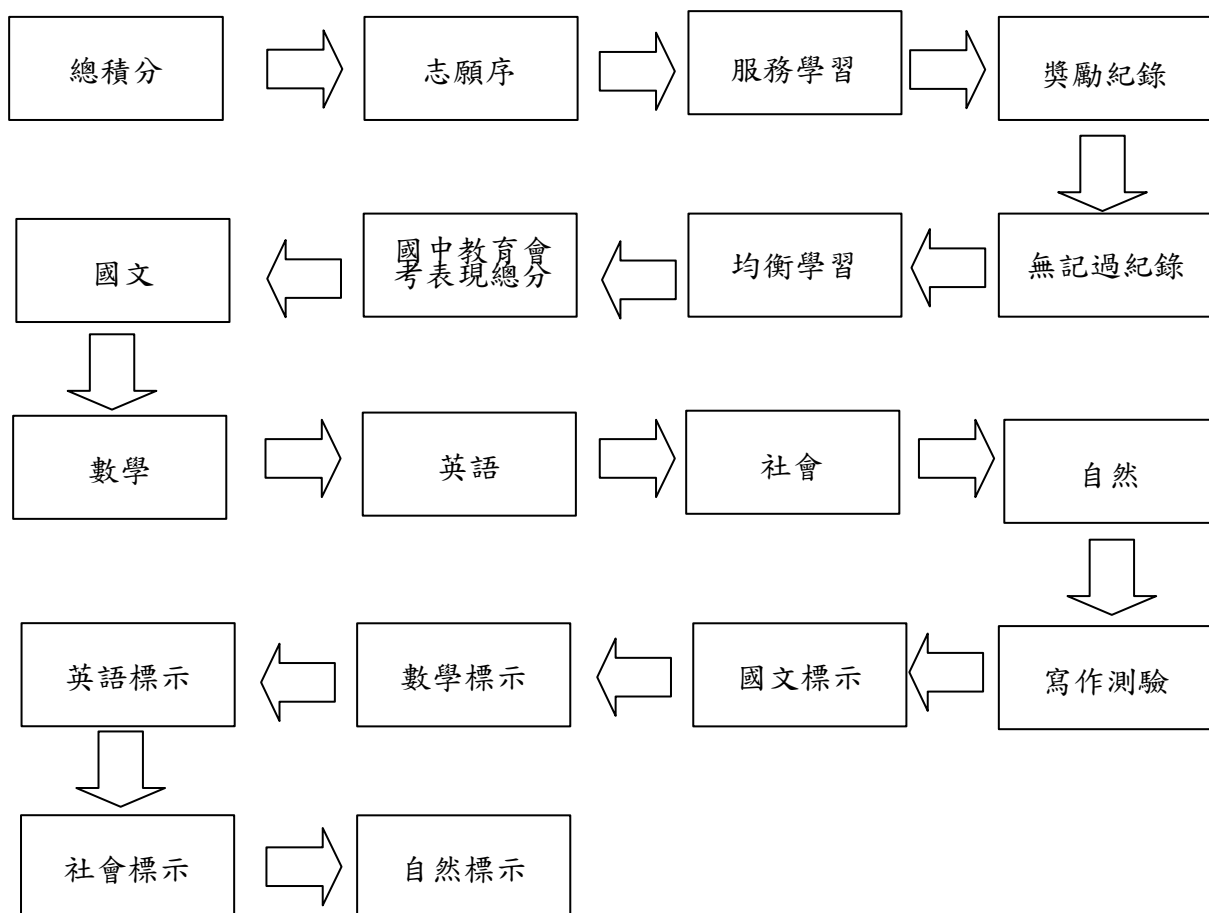 總積分
志願序
服務學習
獎勵紀錄
無記過紀錄
均衡學習
國中教育會
考表現總分
國文
數學
英語
社會
自然
寫作測驗
國文標示
數學標示
英語標示
社會標示
自然標示